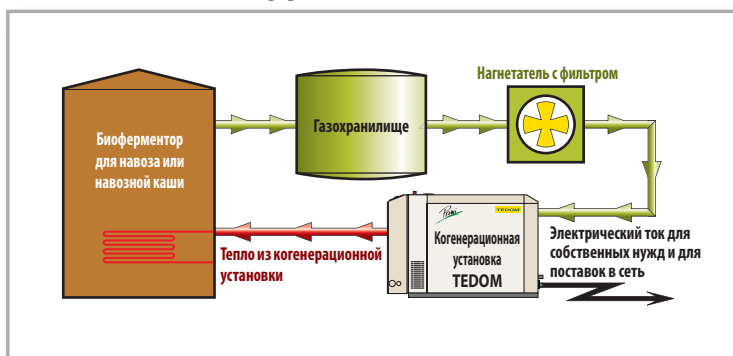 Нагнетатель с фильтром
Биоферментор
для навоза или
навозной каши
Газохранилище
Premi
TEDOM
Когенерационная
установка
TEDOM
Тепло из когенерационной
установки
Электрический ток для
собственных нужд и для
поставок в сеть